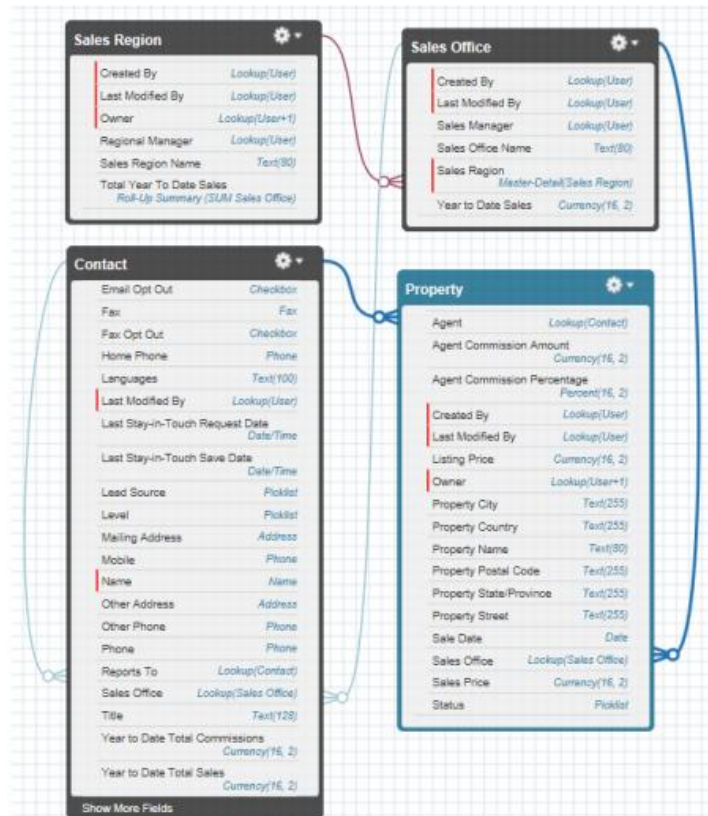 Sales Region
Created By Lookup(User)
Last Modified By Lookup(User)
Owner Lookup(User+1)
Regional Manager Lookup(User)
Sales Region Name Text(80)
Total Year To Date Sales
Roll-Up Summary (SUM Sales Office)
Sales Office
Created By Lookup(User)
Last Modified By Lookup(User)
Sales Manager Lookup(User)
Sales Office Name Text(80)
Sales Region
Master-Detail(Sales Region)
Year to Date Sales Currency(16, 2)
Contact
Email Opt Out Checkbox
Fax Fax
Fax Opt Out Checkbox
Home Phone Phone
Languages Text(100)
Last Modified By Lookup(User)
Last Stay-in-Touch Request Date
Date/Time
Last Stay-in-Touch Save Date
Date/Time
Lead Source Picklist
Level Picklist
Mailing Address Address
Mobile Phone
Name Name
Other Address Address
Other Phone Phone
Phone Phone
Reports To Lookup(Contact)
Sales Office Lookup(Sales Office)
Title Text(128)
Year to Date Total Commissions
Currency(16, 2)
Year to Date Total Sales
Currency(16, 2)
Show More Fields
Property
Agent Lookup(Contact)
Agent Commission Amount
Currency(16, 2)
Agent Commission Percentage
Percent(16, 2)
Created By Lookup(User)
Last Modified By Lookup(User)
Listing Price Currency(16, 2)
Owner Lookup(User+1)
Property City Text(255)
Property Country Text(255)
Property Name Text(80)
Property Postal Code Text(255)
Property State/Province Text(255)
Property Street Text(255)
Sale Date Date
Sales Office Lookup(Sales Office)
Sales Price Currency(16, 2)
Status Picklist